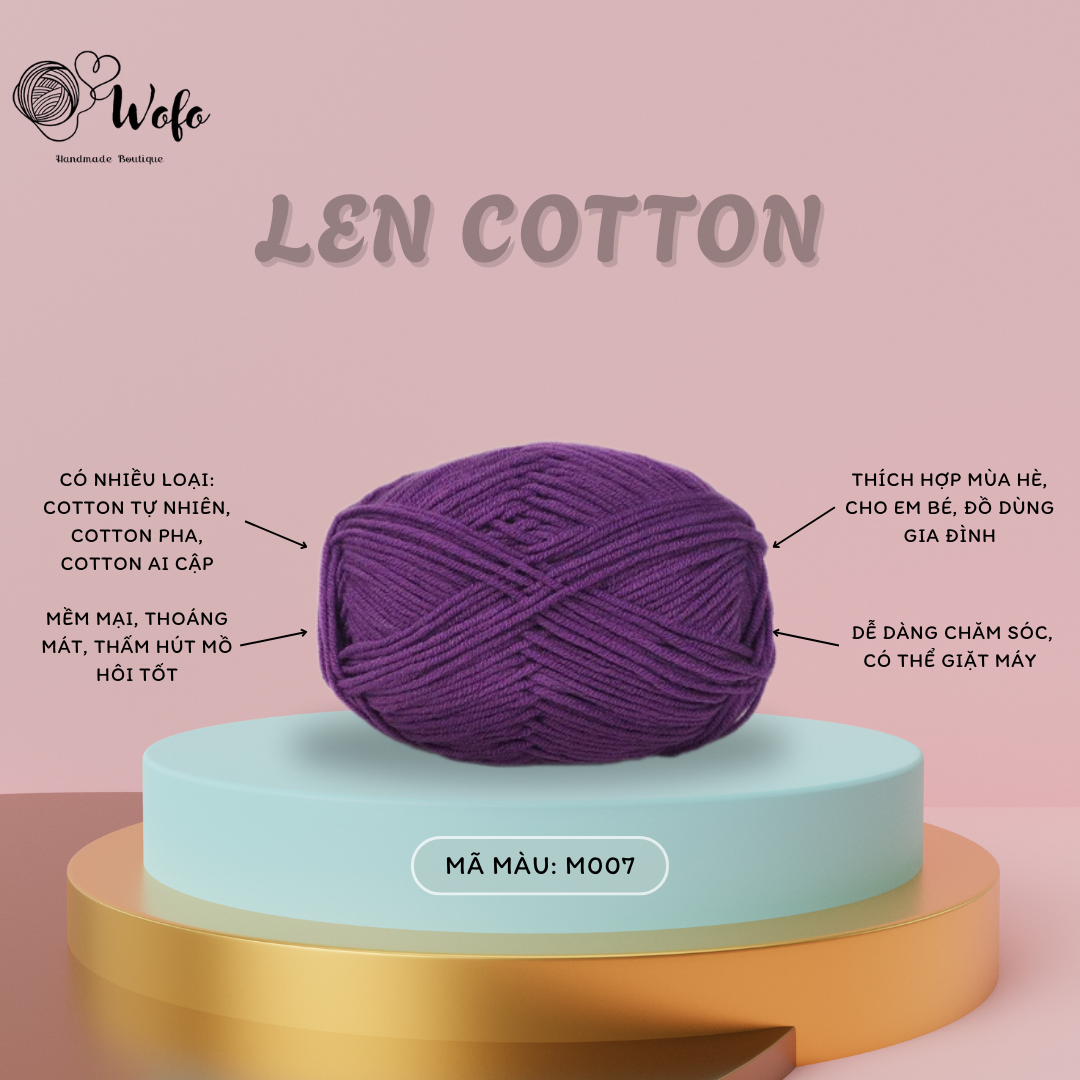 Wofo
Handmade Boutique
LEN COTTON
CÓ NHIỀU LOẠI:
COTTON TỰ NHIÊN,
COTTON PHA,
COTTON AI CẬP
MỀM MẠI, THOÁNG
MÁT, THẤM HÚT MỒ
HÔI TỐT
THÍCH HỢP MÙA HÈ,
CHO EM BÉ, ĐỒ DÙNG
GIA ĐÌNH
DỄ DÀNG CHĂM SÓC,
CÓ THỂ GIẶT MÁY
MÃ MÀU: M007